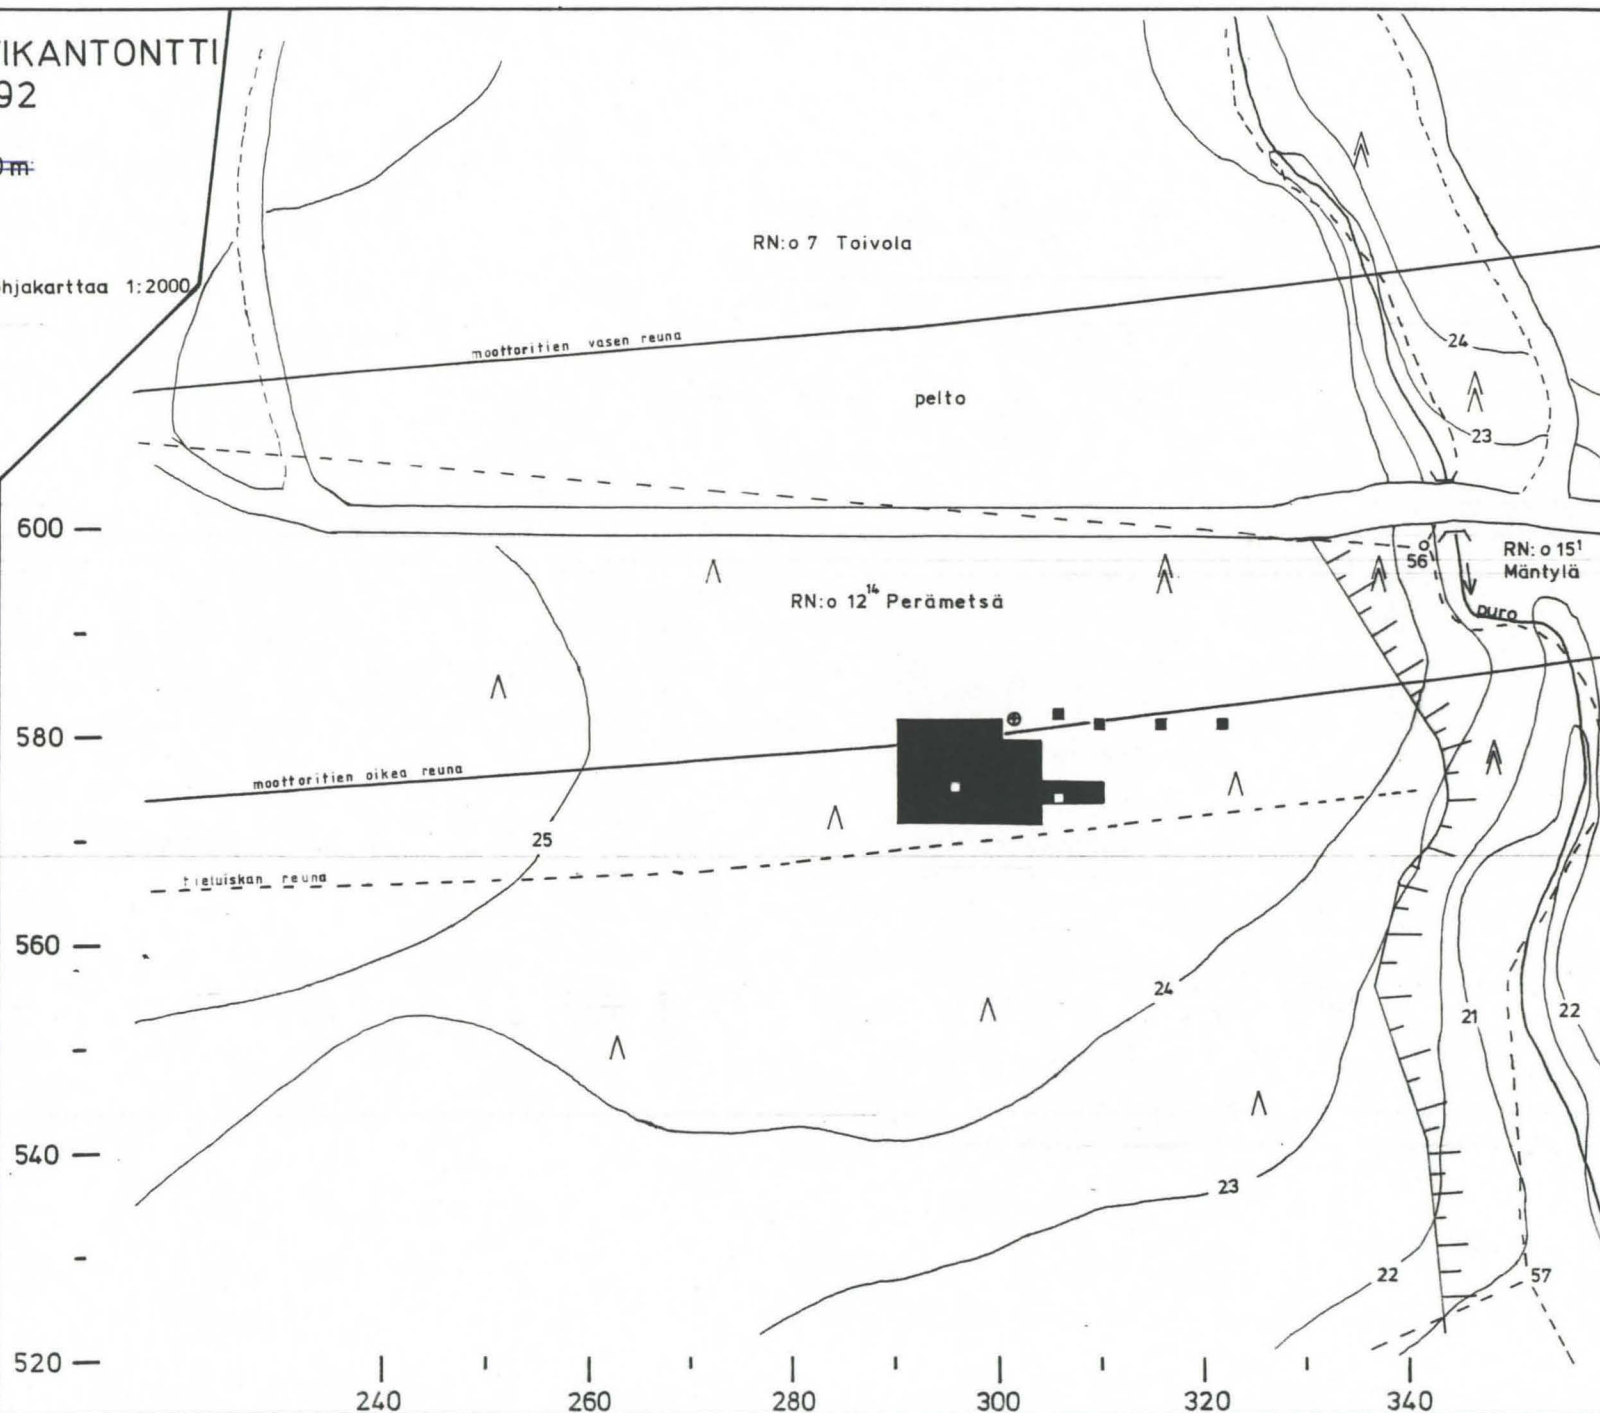 IKANTONTTI
92
0 m
ohjakarttaa 1:2000
RN:o 7 Toivola
moottoritien vasen reuna
24
pelto
23
600
56
RN:o 15¹
Mäntylä
RN:o 12¹⁴ Perämetsä
puro
580
moottoritien oikea reuna
25
tieluiskan reuna
560
24
21
22
540
23
22
57
520
240 260 280 300 320 340